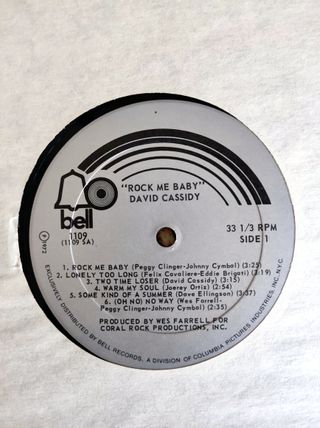 "ROCK ME BABY"
DAVID CASSIDY
bell
1109
(1109 SA)
33 1/3 RPM
SIDE 1
℗ 1972
1. ROCK ME BABY (Peggy Clinger-Johnny Cymbol) (3:25)
2. LONELY TOO LONG (Felix Cavaliere-Eddie Brigati) (3:19)
3. TWO TIME LOSER (David Cassidy) (3:15)
4. WARM MY SOUL (Joerey Ortiz) (2:54)
5. SOME KIND OF A SUMMER (Dave Ellingson) (3:37)
6. (OH) NO WAY (Wes Farrell-
Peggy Clinger-Johnny Cymbol) (2:35)
PRODUCED BY WES FARRELL FOR
CORAL ROCK PRODUCTIONS, INC.
EXCLUSIVELY DISTRIBUTED BY BELL RECORDS, A DIVISION OF COLUMBIA PICTURES INDUSTRIES, INC. N.Y.C.